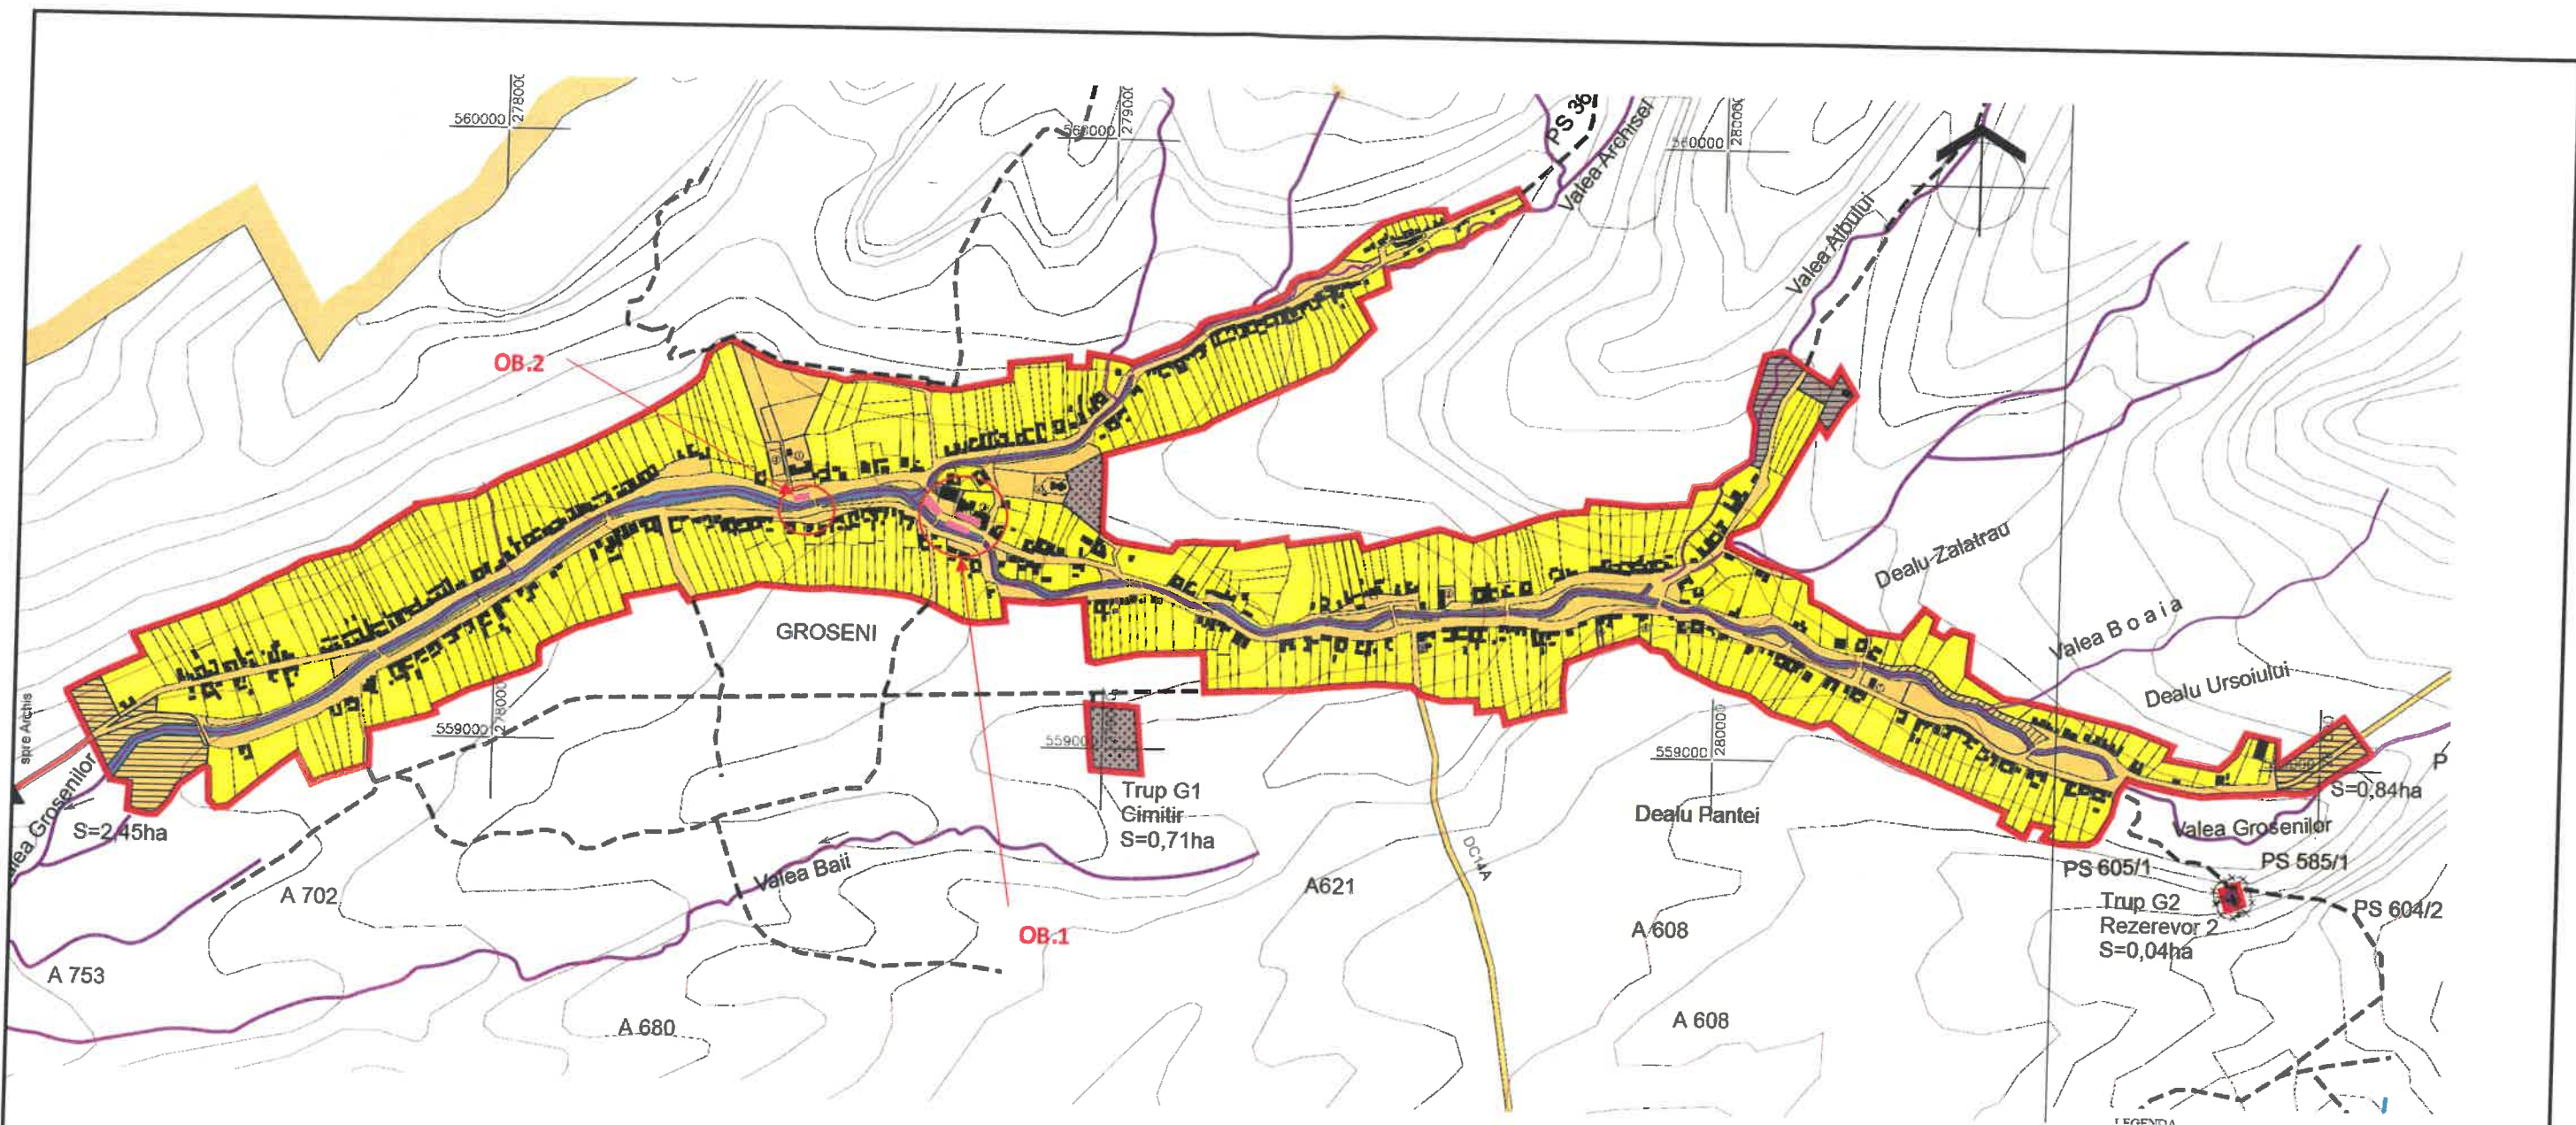 560000
278000
560000
279000
560000
280000
PS 36
Valea Archisel
Valea Albului
OB.2
Dealu Zalatrau
GROSENI
Valea Boaia
Dealu Ursoiului
spre Archis
559000
278000
559000
280000
Trup G1
Cimitir
S=0,71ha
Dealu Pantei
P
S=0,84ha
Valea Grosenilor
S=2,45ha
Valea Grosenilor
Valea Baii
DC14A
A 702
A621
PS 605/1
PS 585/1
Trup G2
Rezerevor 2
S=0,04ha
PS 604/2
OB.1
A 608
A 753
A 680
A 608
LEGENDA